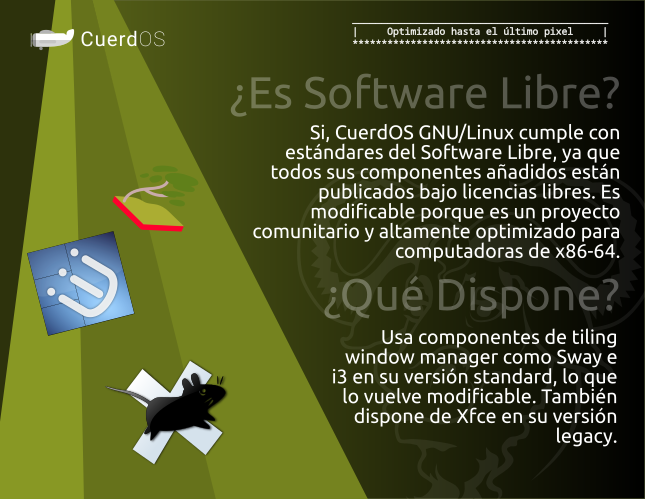 CuerdOS
| Optimizado hasta el último pixel |
********************************************
¿Es Software Libre?
Si, CuerdOS GNU/Linux cumple con
estándares del Software Libre, ya que
todos sus componentes añadidos están
publicados bajo licencias libres. Es
modificable porque es un proyecto
comunitario y altamente optimizado para
computadoras de x86-64.
¿Qué Dispone?
Usa componentes de tiling
window manager como Sway e
i3 en su versión standard, lo que
lo vuelve modificable. También
dispone de Xfce en su versión
legacy.